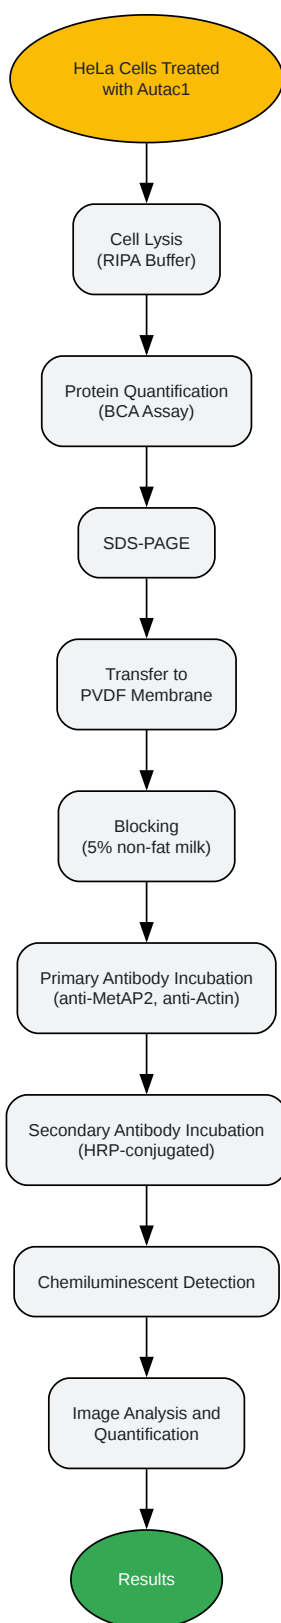 HeLa Cells Treated
with Autac1
Cell Lysis
(RIPA Buffer)
Protein Quantification
(BCA Assay)
SDS-PAGE
Transfer to
PVDF Membrane
Blocking
(5% non-fat milk)
Primary Antibody Incubation
(anti-MetAP2, anti-Actin)
Secondary Antibody Incubation
(HRP-conjugated)
Chemiluminescent Detection
Image Analysis and
Quantification
Results